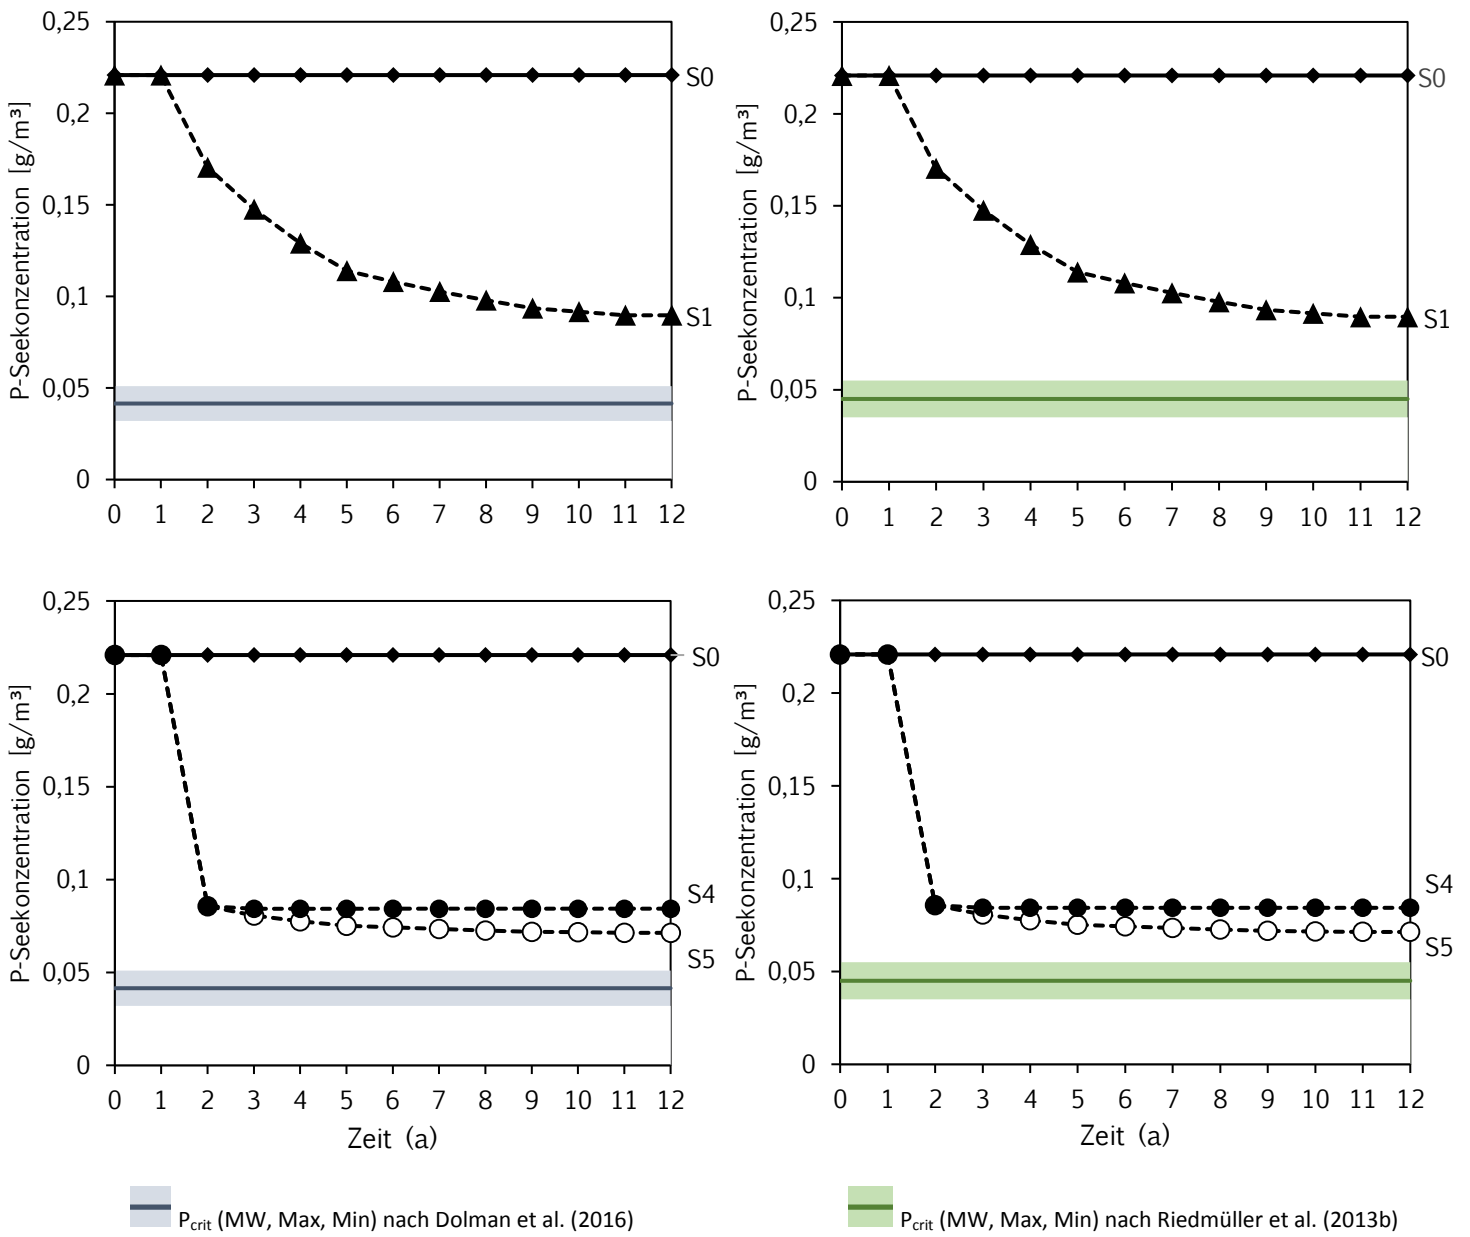 P-Seekonzentration [g/m³]
0,25
0,2
0,15
0,1
0,05
0
S0
S1
0 1 2 3 4 5 6 7 8 9 10 11 12
P-Seekonzentration [g/m³]
0,25
0,2
0,15
0,1
0,05
0
S0
S1
0 1 2 3 4 5 6 7 8 9 10 11 12
P-Seekonzentration [g/m³]
0,25
0,2
0,15
0,1
0,05
0
S0
S4
S5
0 1 2 3 4 5 6 7 8 9 10 11 12
Zeit (a)
P-Seekonzentration [g/m³]
0,25
0,2
0,15
0,1
0,05
0
S0
S4
S5
0 1 2 3 4 5 6 7 8 9 10 11 12
Zeit (a)
Pcrit (MW, Max, Min) nach Dolman et al. (2016)
Pcrit (MW, Max, Min) nach Riedmüller et al. (2013b)